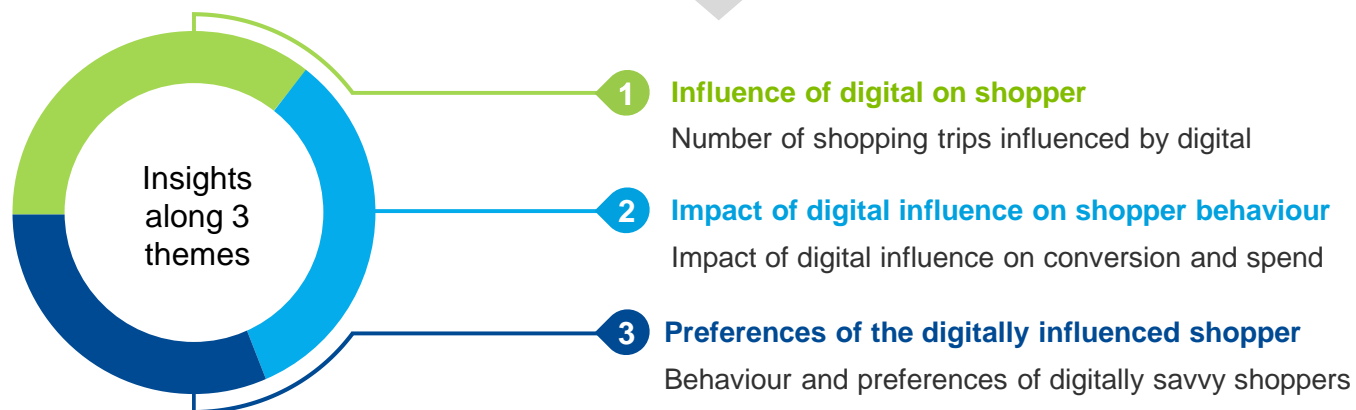 Insights
along 3
themes
1
Influence of digital on shopper
Number of shopping trips influenced by digital
2
Impact of digital influence on shopper behaviour
Impact of digital influence on conversion and spend
3
Preferences of the digitally influenced shopper
Behaviour and preferences of digitally savvy shoppers